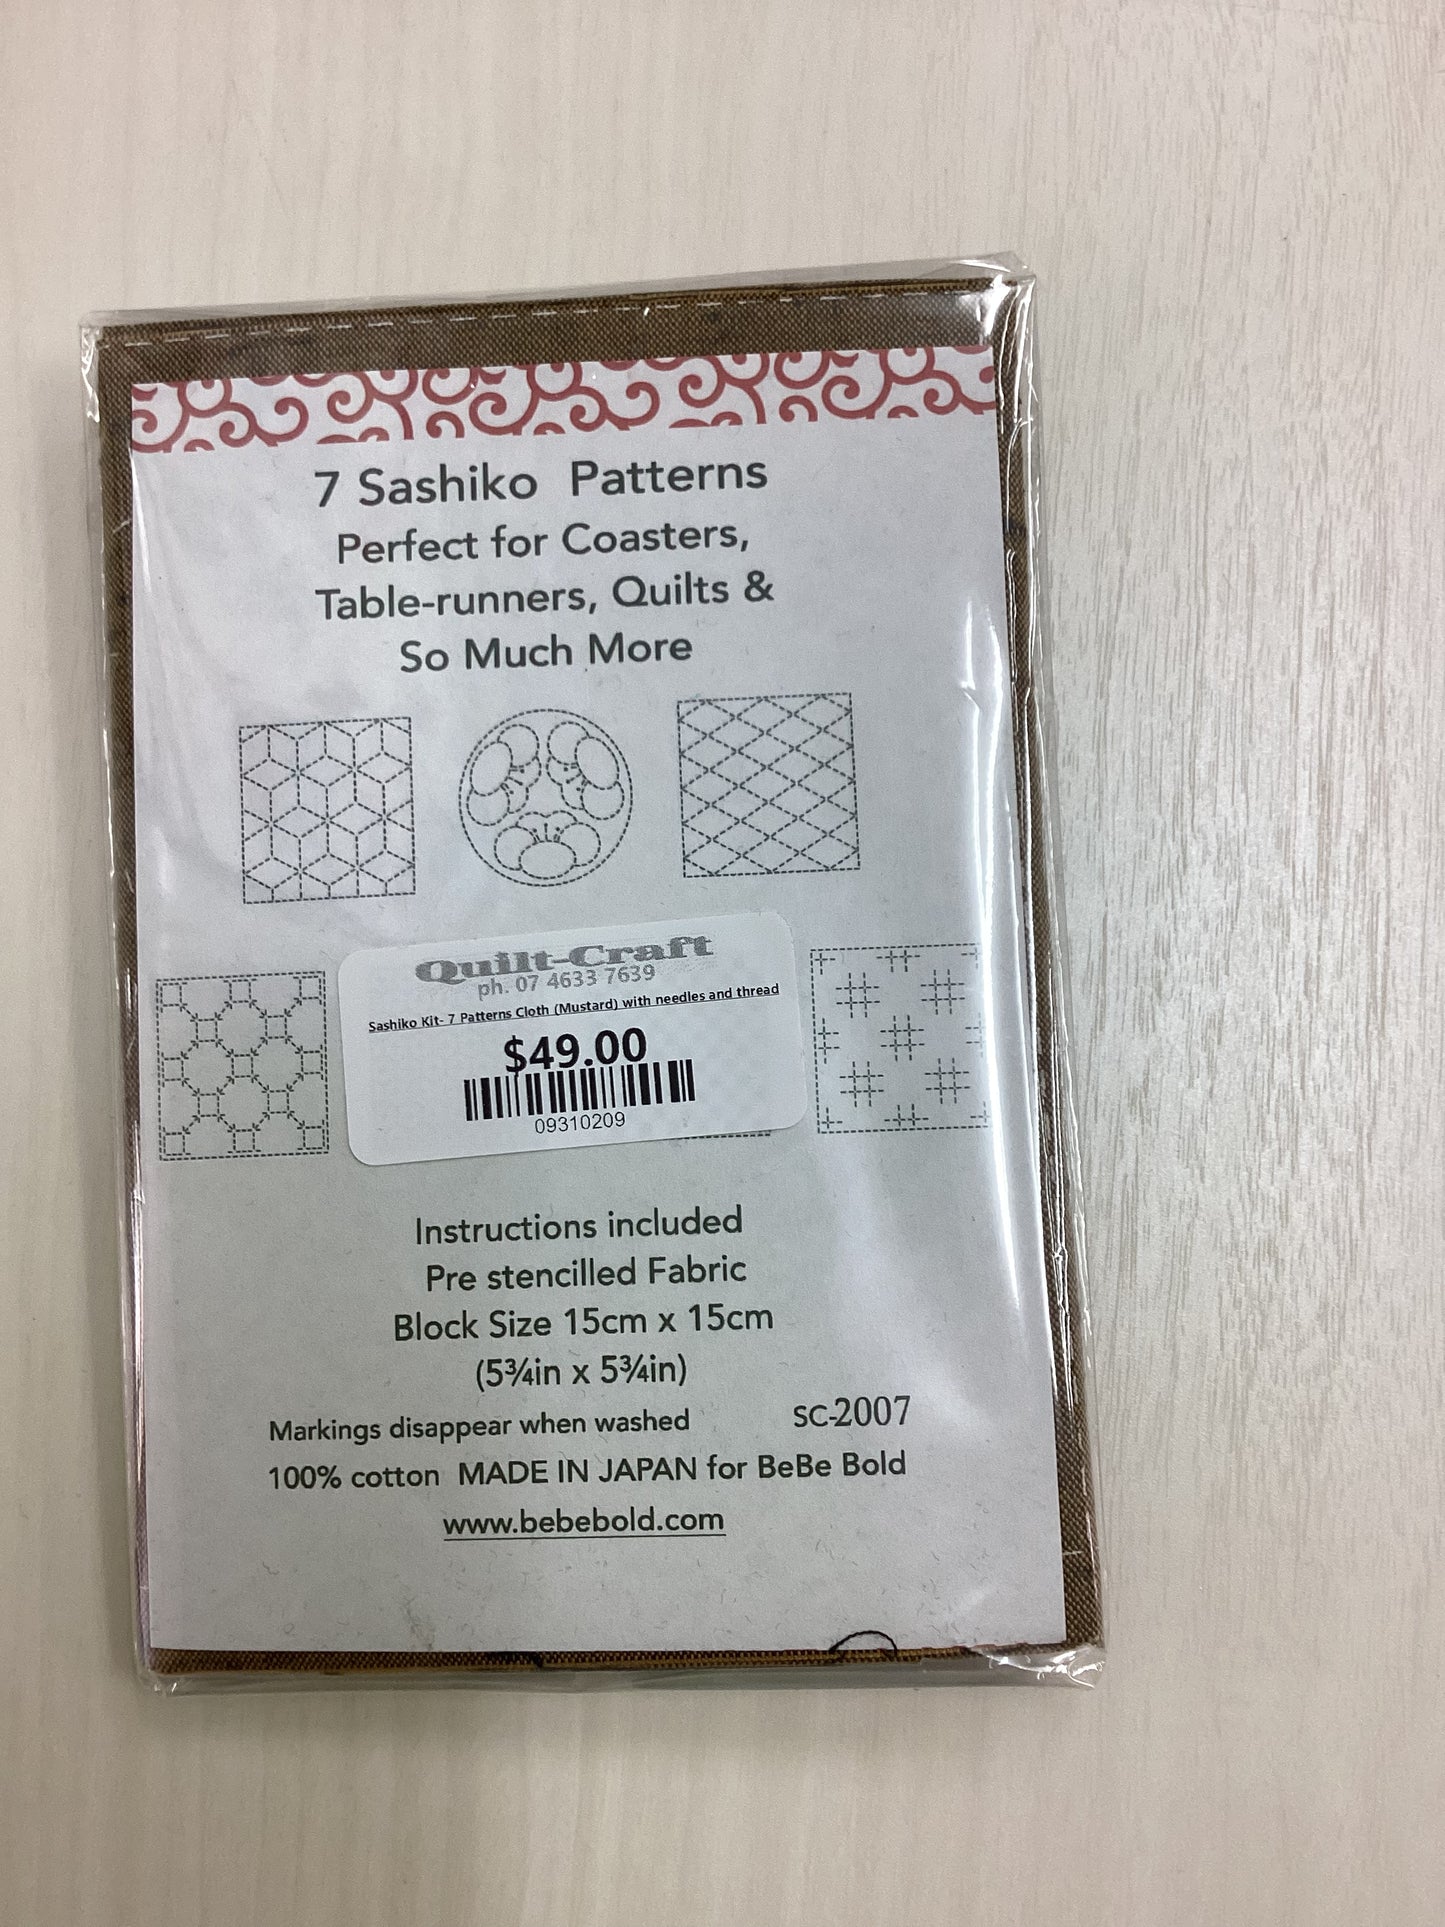 7 Sashiko Patterns
Perfect for Coasters,
Table-runners, Quilts &
So Much More
Quilt-Craft
ph. 07 4633 7639
Sashiko Kit- 7 Patterns Cloth (Mustard) with needles and thread
$49.00
09310209
Instructions included
Pre stencilled Fabric
Block Size 15cm x 15cm
(5¾in x 5¾in)
Markings disappear when washed SC-2007
100% cotton MADE IN JAPAN for BeBe Bold
www.bebebold.com